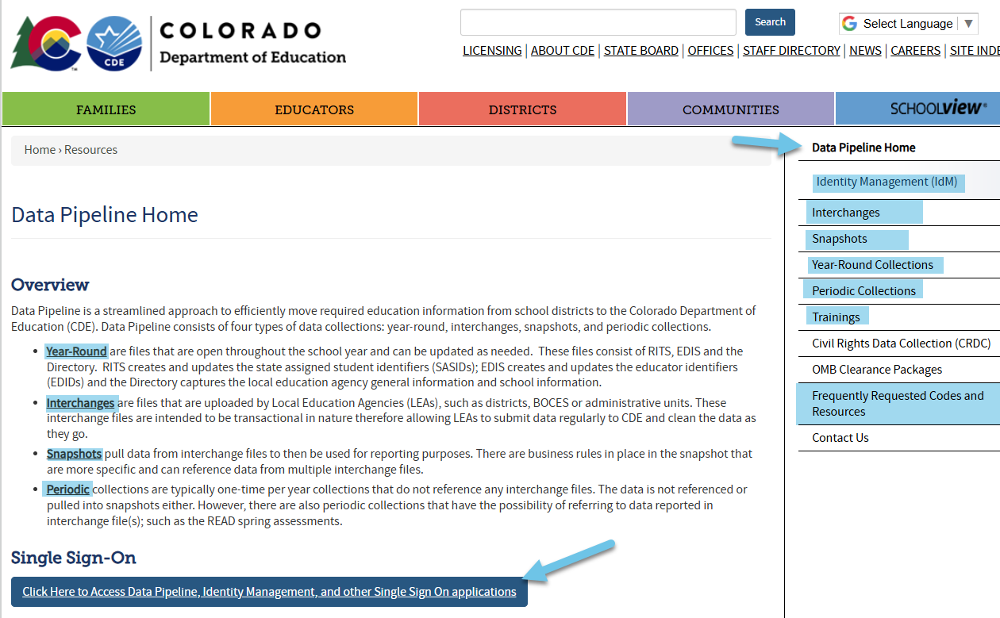 COLORADO
Department of Education
CDE
TM
Search
Select Language ▼
LICENSING | ABOUT CDE | STATE BOARD | OFFICES | STAFF DIRECTORY | NEWS | CAREERS | SITE INDE
FAMILIES
EDUCATORS
DISTRICTS
COMMUNITIES
SCHOOLVIEW®
Home › Resources
Data Pipeline Home
Overview
Data Pipeline is a streamlined approach to efficiently move required education information from school districts to the Colorado Department of
Education (CDE). Data Pipeline consists of four types of data collections: year-round, interchanges, snapshots, and periodic collections.
• Year-Round are files that are open throughout the school year and can be updated as needed.  These files consist of RITS, EDIS and the
Directory.  RITS creates and updates the state assigned student identifiers (SASIDs); EDIS creates and updates the educator identifiers
(EDIDs) and the Directory captures the local education agency general information and school information.
• Interchanges are files that are uploaded by Local Education Agencies (LEAs), such as districts, BOCES or administrative units. These
interchange files are intended to be transactional in nature therefore allowing LEAs to submit data regularly to CDE and clean the data as
they go.
• Snapshots pull data from interchange files to then be used for reporting purposes. There are business rules in place in the snapshot that
are more specific and can reference data from multiple interchange files.
• Periodic collections are typically one-time per year collections that do not reference any interchange files. The data is not referenced or
pulled into snapshots either. However, there are also periodic collections that have the possibility of referring to data reported in
interchange file(s); such as the READ spring assessments.
Single Sign-On
Click Here to Access Data Pipeline, Identity Management, and other Single Sign On applications
Data Pipeline Home
Identity Management (IdM)
Interchanges
Snapshots
Year-Round Collections
Periodic Collections
Trainings
Civil Rights Data Collection (CRDC)
OMB Clearance Packages
Frequently Requested Codes and
Resources
Contact Us